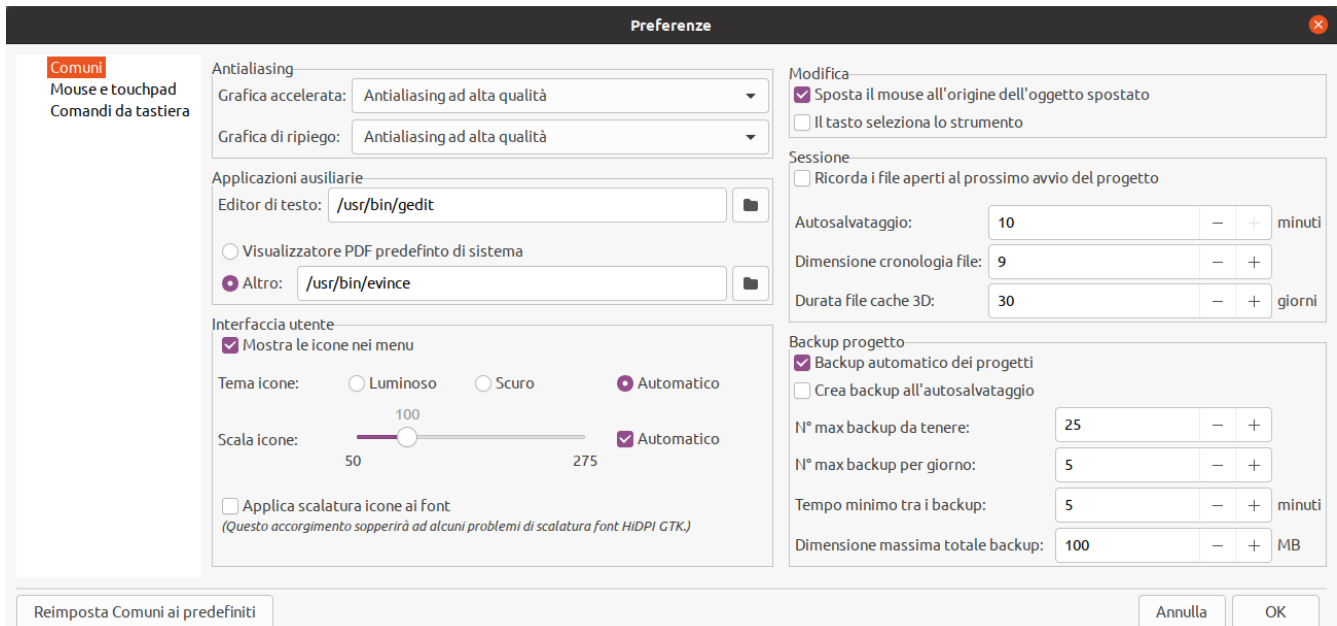 Preferenze
Comuni
Mouse e touchpad
Comandi da tastiera
Antialiasing
Grafica accelerata: Antialiasing ad alta qualità
Grafica di ripiego: Antialiasing ad alta qualità
Applicazioni ausiliarie
Editor di testo: /usr/bin/gedit
Visualizzatore PDF predefinto di sistema
Altro: /usr/bin/evince
Interfaccia utente
Mostra le icone nei menu
Tema icone: Luminoso Scuro Automatico
100
Scala icone: Automatico
50 275
Applica scalatura icone ai font
(Questo accorgimento sopperirà ad alcuni problemi di scalatura font HiDPI GTK.)
Modifica
Sposta il mouse all'origine dell'oggetto spostato
Il tasto seleziona lo strumento
Sessione
Ricorda i file aperti al prossimo avvio del progetto
Autosalvataggio: 10 minuti
Dimensione cronologia file: 9
Durata file cache 3D: 30 giorni
Backup progetto
Backup automatico dei progetti
Crea backup all'autosalvataggio
N° max backup da tenere: 25
N° max backup per giorno: 5
Tempo minimo tra i backup: 5 minuti
Dimensione massima totale backup: 100 MB
Reimposta Comuni ai predefiniti
Annulla
OK